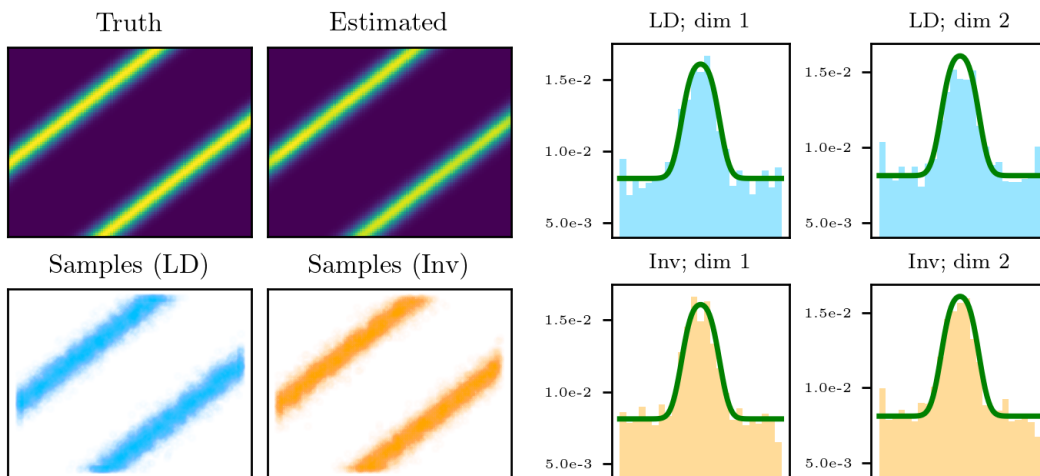 Truth
Estimated
LD; dim 1
LD; dim 2
1.5e-2
1.0e-2
5.0e-3
1.5e-2
1.0e-2
5.0e-3
Samples (LD)
Samples (Inv)
Inv; dim 1
Inv; dim 2
1.5e-2
1.0e-2
5.0e-3
1.5e-2
1.0e-2
5.0e-3